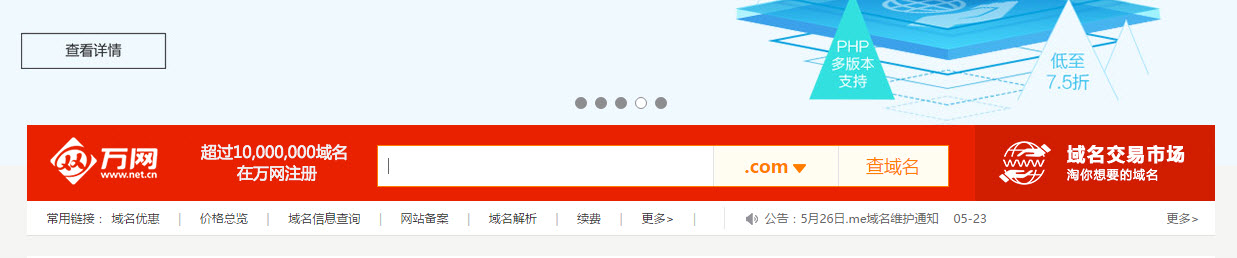 查看详情
PHP
多版本
支持
低至
7.5折
万网
www.net.cn
超过10,000,000域名
在万网注册
.com
查域名
WWW
域名交易市场
淘你想要的域名
常用链接： 域名优惠 | 价格总览 | 域名信息查询 | 网站备案 | 域名解析 | 续费 | 更多> |
公告：5月26日.me域名维护通知 05-23
更多>